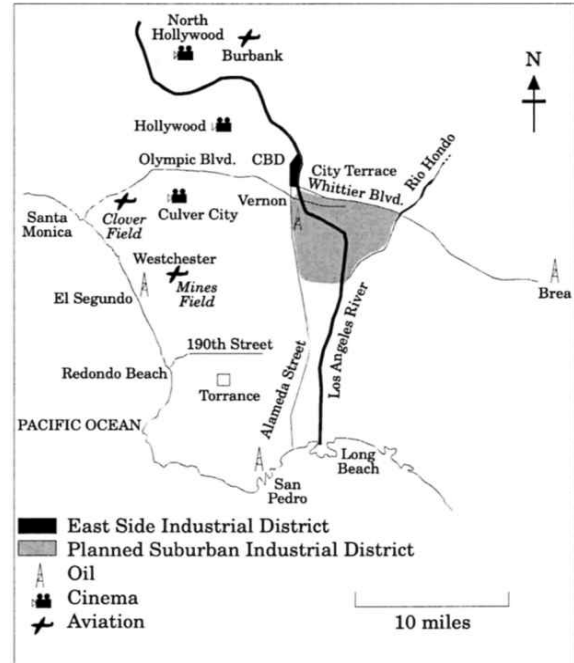 North
Hollywood
Burbank
N
Hollywood
CBD
Olympic Blvd.
City Terrace
Whittier Blvd.
Rio Hondo
Vernon
Culver City
Clover
Field
Santa
Monica
Westchester
Mines
Field
El Segundo
Brea
190th Street
Alameda Street
Los Angeles River
Redondo Beach
Torrance
PACIFIC OCEAN
Long
Beach
San
Pedro
East Side Industrial District
Planned Suburban Industrial District
Oil
Cinema
Aviation
10 miles